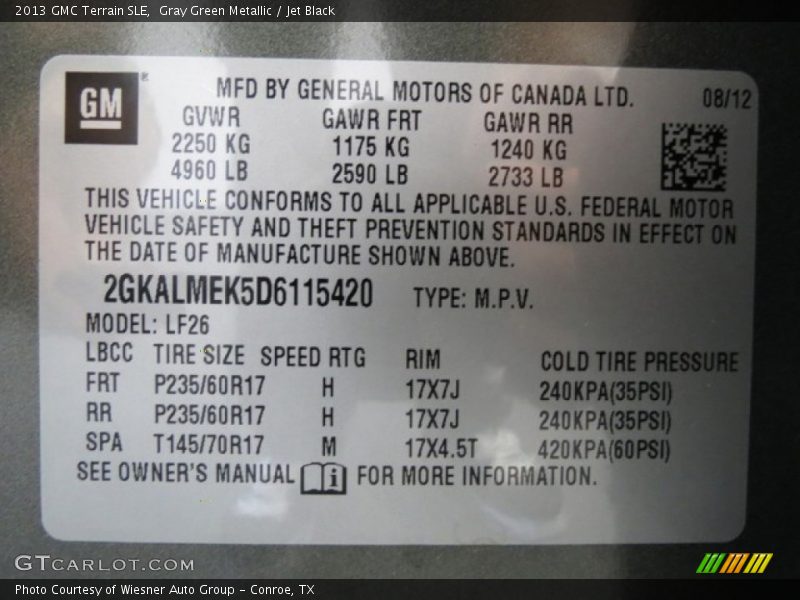 2013 GMC Terrain SLE,  Gray Green Metallic / Jet Black
GM®
MFD BY GENERAL MOTORS OF CANADA LTD. 08/12
GVWR GAWR FRT GAWR RR
2250 KG 1175 KG 1240 KG
4960 LB 2590 LB 2733 LB
THIS VEHICLE CONFORMS TO ALL APPLICABLE U.S. FEDERAL MOTOR
VEHICLE SAFETY AND THEFT PREVENTION STANDARDS IN EFFECT ON
THE DATE OF MANUFACTURE SHOWN ABOVE.
2GKALMEK5D6115420 TYPE: M.P.V.
MODEL: LF26
LBCC TIRE SIZE SPEED RTG RIM COLD TIRE PRESSURE
FRT P235/60R17 H 17X7J 240KPA(35PSI)
RR P235/60R17 H 17X7J 240KPA(35PSI)
SPA T145/70R17 M 17X4.5T 420KPA(60PSI)
SEE OWNER'S MANUAL i FOR MORE INFORMATION.
GTCARLOT.COM
Photo Courtesy of Wiesner Auto Group - Conroe, TX